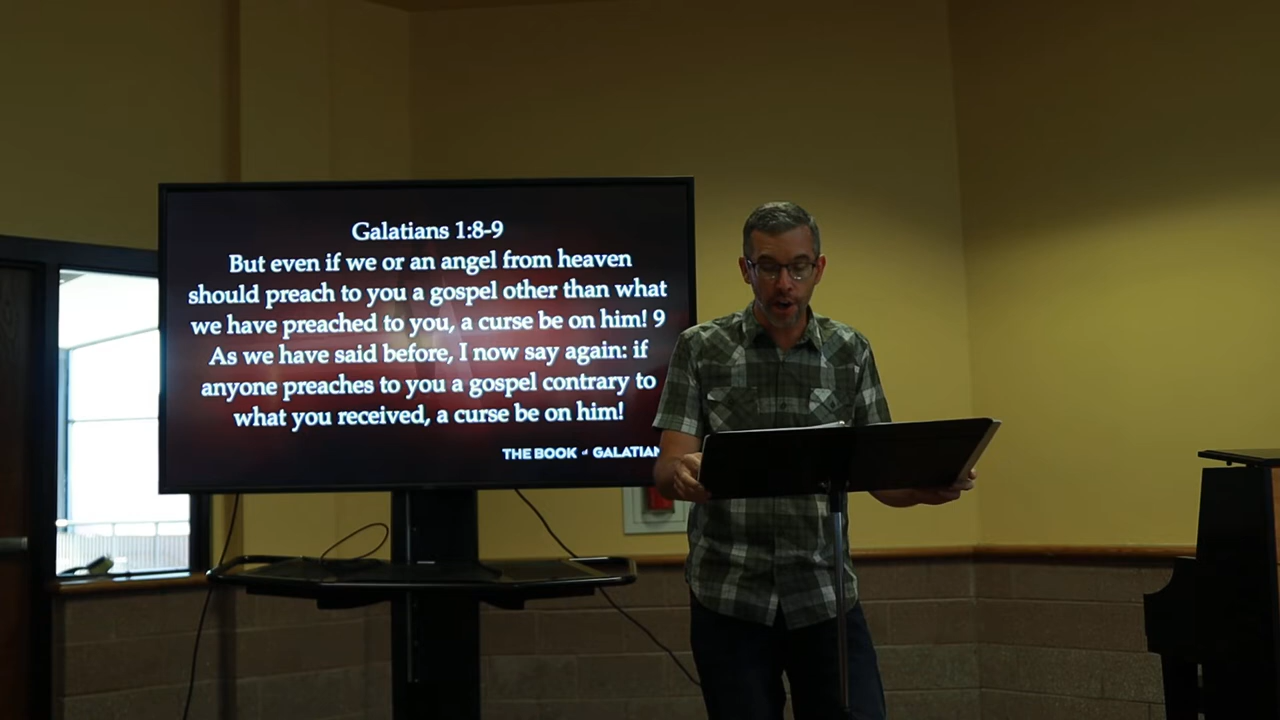 Galatians 1:8-9
But even if we or an angel from heaven
should preach to you a gospel other than what
we have preached to you, a curse be on him! 9
As we have said before, I now say again: if
anyone preaches to you a gospel contrary to
what you received, a curse be on him!
THE BOOK of GALATIAN